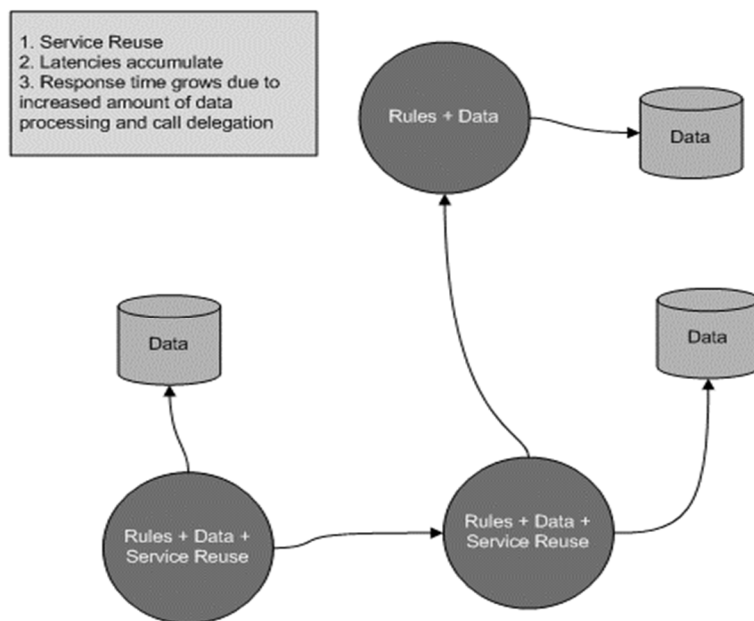 1. Service Reuse
2. Latencies accumulate
3. Response time grows due to
increased amount of data
processing and call delegation
Rules + Data
Data
Data
Data
Rules + Data +
Service Reuse
Rules + Data +
Service Reuse